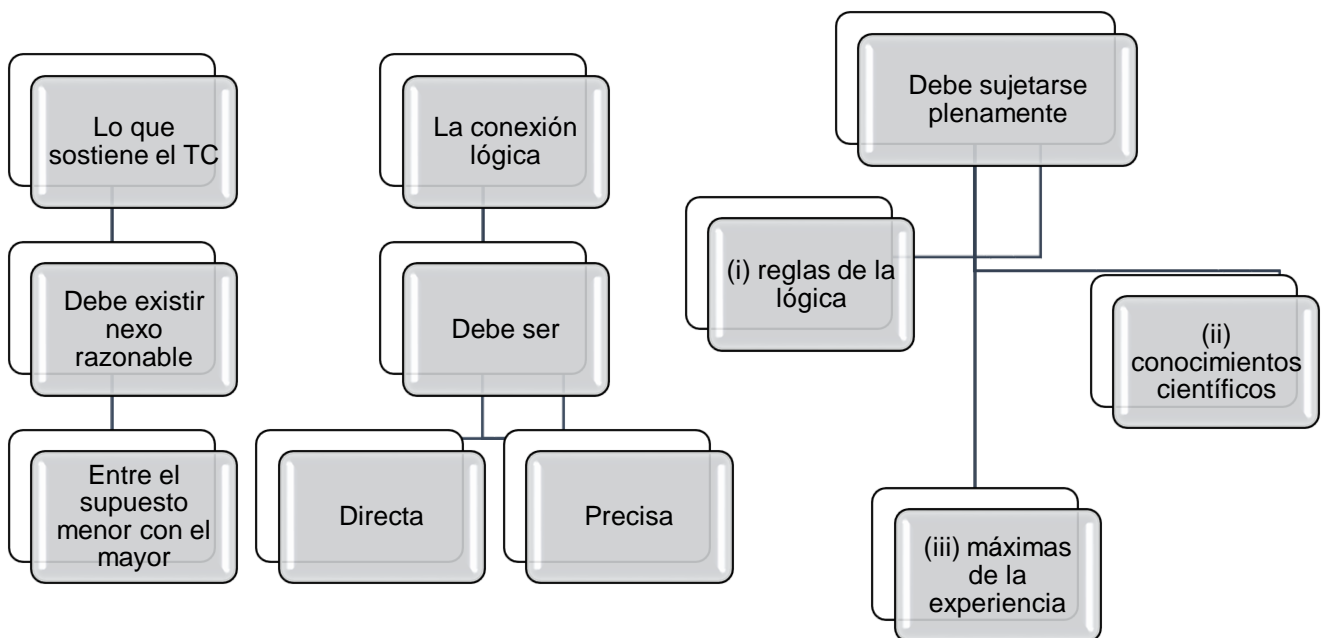 Lo que
sostiene el TC
Debe existir
nexo
razonable
Entre el
supuesto
menor con el
mayor
La conexión
lógica
Debe ser
Directa
Precisa
Debe sujetarse
plenamente
(i) reglas de la
lógica
(ii)
conocimientos
científicos
(iii) máximas
de la
experiencia